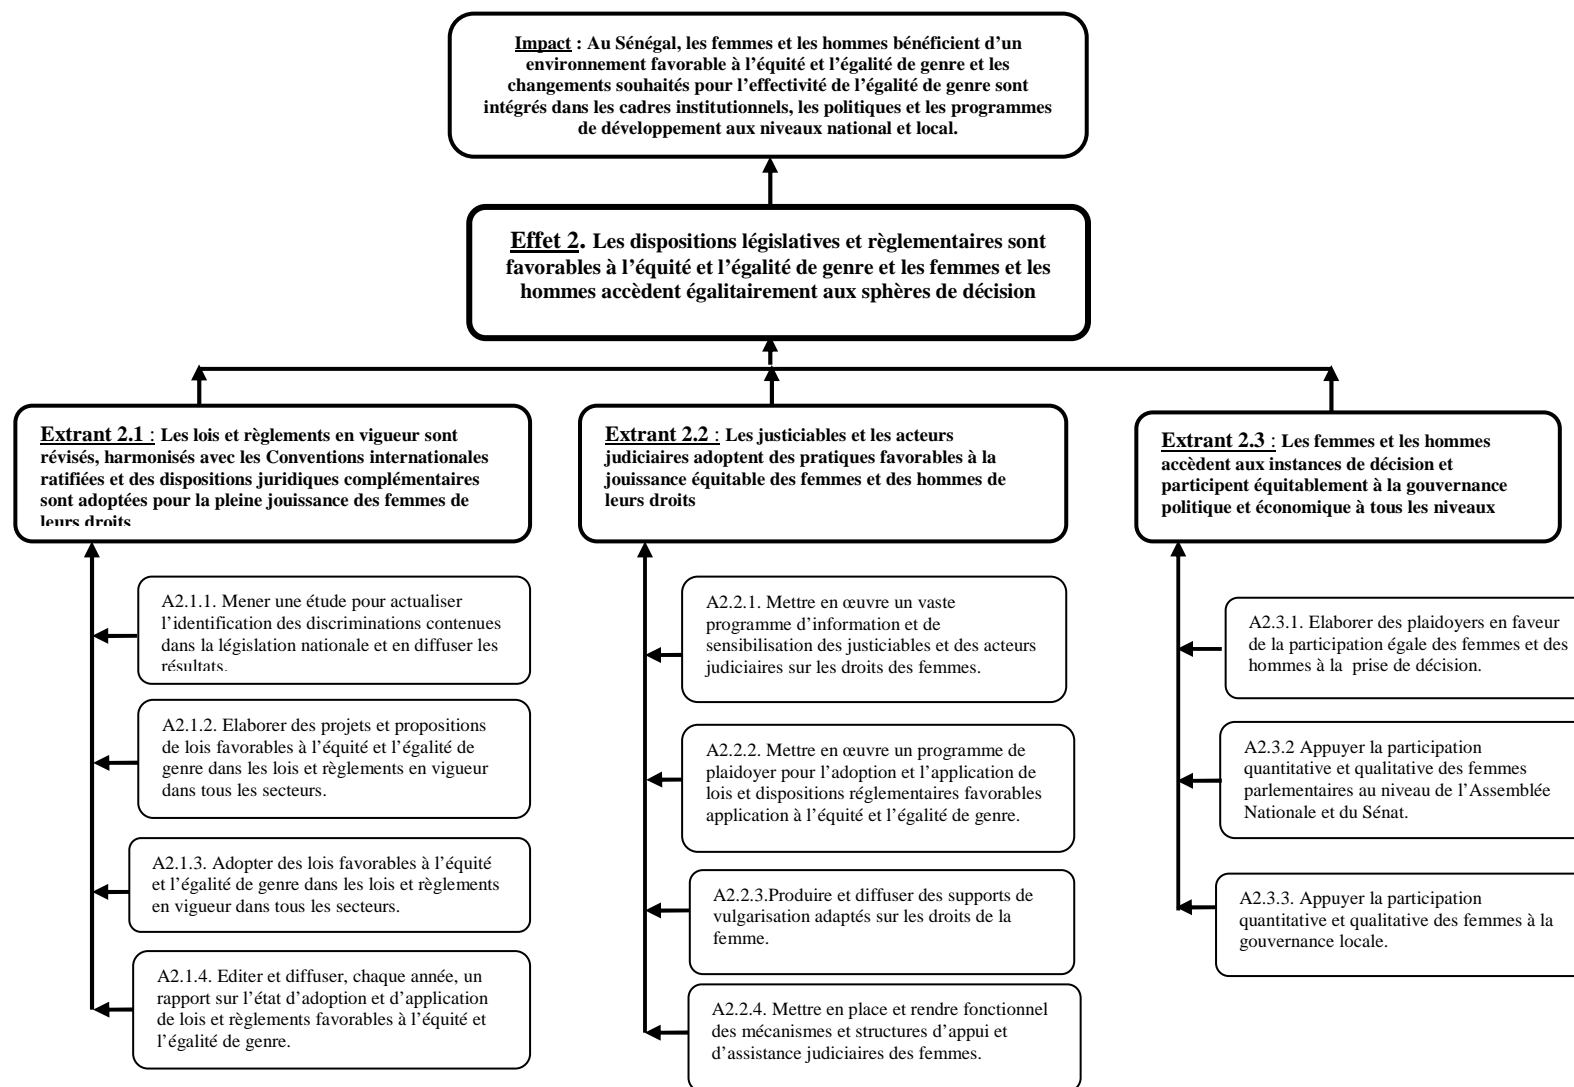 Impact : Au Sénégal, les femmes et les hommes bénéficient d’un
environnement favorable à l’équité et l’égalité de genre et les
changements souhaités pour l’effectivité de l’égalité de genre sont
intégrés dans les cadres institutionnels, les politiques et les programmes
de développement aux niveaux national et local.
Effet 2. Les dispositions législatives et règlementaires sont
favorables à l’équité et l’égalité de genre et les femmes et les
hommes accèdent égalitairement aux sphères de décision
Extrant 2.1 : Les lois et règlements en vigueur sont
révisés, harmonisés avec les Conventions internationales
ratifiées et des dispositions juridiques complémentaires
sont adoptées pour la pleine jouissance des femmes de
leurs droits
A2.1.1. Mener une étude pour actualiser
l’identification des discriminations contenues
dans la législation nationale et en diffuser les
résultats.
A2.1.2. Elaborer des projets et propositions
de lois favorables à l’équité et l’égalité de
genre dans les lois et règlements en vigueur
dans tous les secteurs.
A2.1.3. Adopter des lois favorables à l’équité
et l’égalité de genre dans les lois et règlements
en vigueur dans tous les secteurs.
A2.1.4. Editer et diffuser, chaque année, un
rapport sur l’état d’adoption et d’application
de lois et règlements favorables à l’équité et
l’égalité de genre.
Extrant 2.2 : Les justiciables et les acteurs
judiciaires adoptent des pratiques favorables à la
jouissance équitable des femmes et des hommes de
leurs droits
A2.2.1. Mettre en œuvre un vaste
programme d’information et de
sensibilisation des justiciables et des acteurs
judiciaires sur les droits des femmes.
A2.2.2. Mettre en œuvre un programme de
plaidoyer pour l’adoption et l’application de
lois et dispositions réglementaires favorables
application à l’équité et l’égalité de genre.
A2.2.3.Produire et diffuser des supports de
vulgarisation adaptés sur les droits de la
femme.
A2.2.4. Mettre en place et rendre fonctionnel
des mécanismes et structures d’appui et
d’assistance judiciaires des femmes.
Extrant 2.3 : Les femmes et les hommes
accèdent aux instances de décision et
participent équitablement à la gouvernance
politique et économique à tous les niveaux
A2.3.1. Elaborer des plaidoyers en faveur
de la participation égale des femmes et des
hommes à la  prise de décision.
A2.3.2 Appuyer la participation
quantitative et qualitative des femmes
parlementaires au niveau de l’Assemblée
Nationale et du Sénat.
A2.3.3. Appuyer la participation
quantitative et qualitative des femmes à la
gouvernance locale.